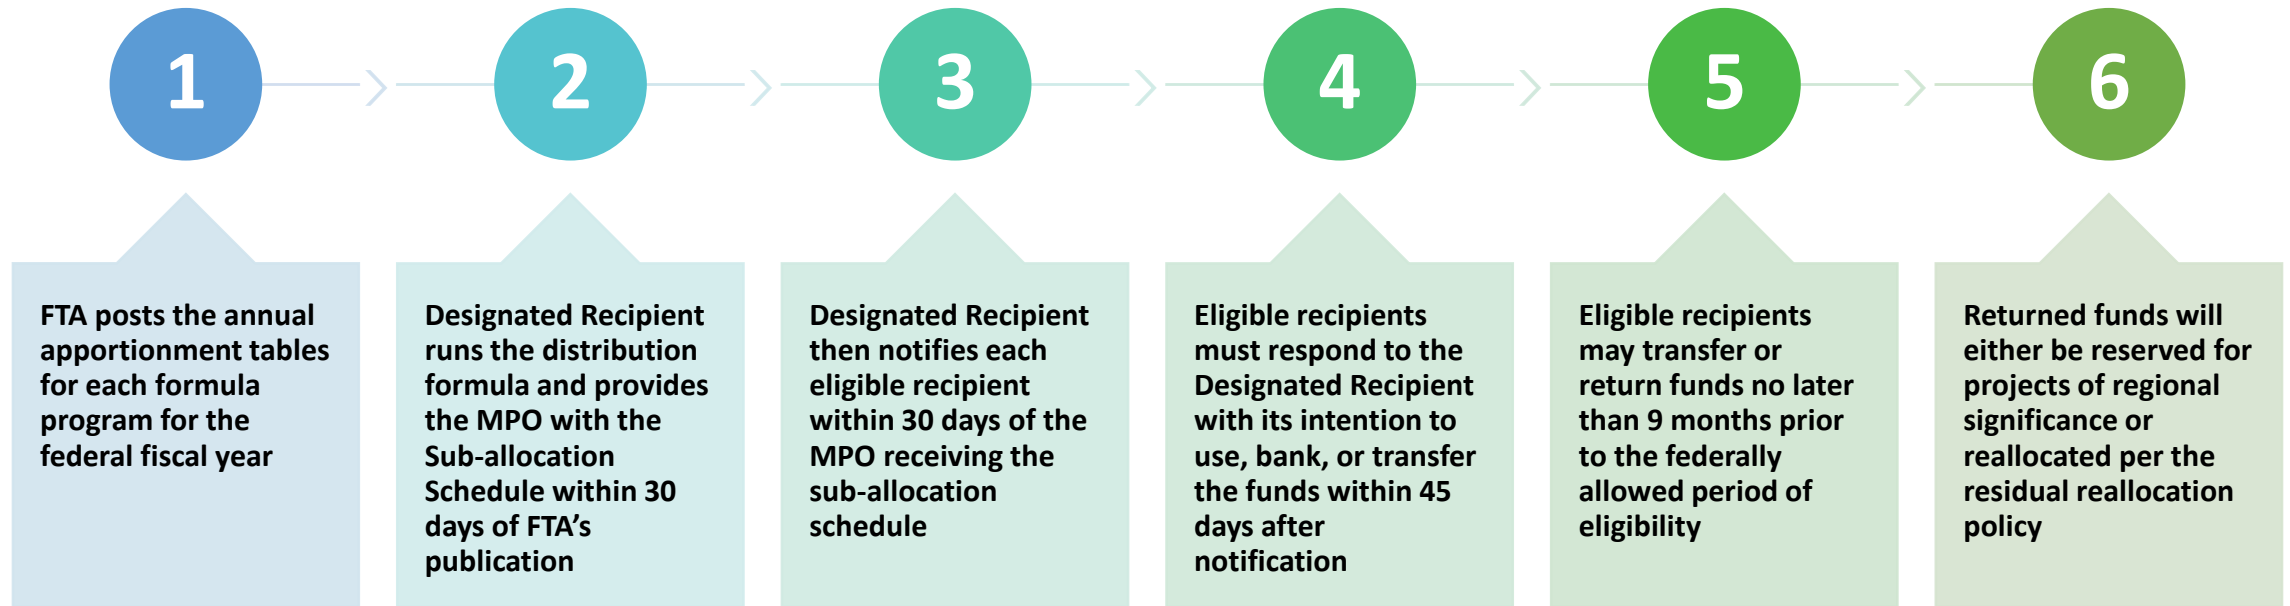 1
2
3
4
5
6
FTA posts the annual
apportionment tables
for each formula
program for the
federal fiscal year
Designated Recipient
runs the distribution
formula and provides
the MPO with the
Sub-allocation
Schedule within 30
days of FTA’s
publication
Designated Recipient
then notifies each
eligible recipient
within 30 days of the
MPO receiving the
sub-allocation
schedule
Eligible recipients
must respond to the
Designated Recipient
with its intention to
use, bank, or transfer
the funds within 45
days after
notification
Eligible recipients
may transfer or
return funds no later
than 9 months prior
to the federally
allowed period of
eligibility
Returned funds will
either be reserved for
projects of regional
significance or
reallocated per the
residual reallocation
policy